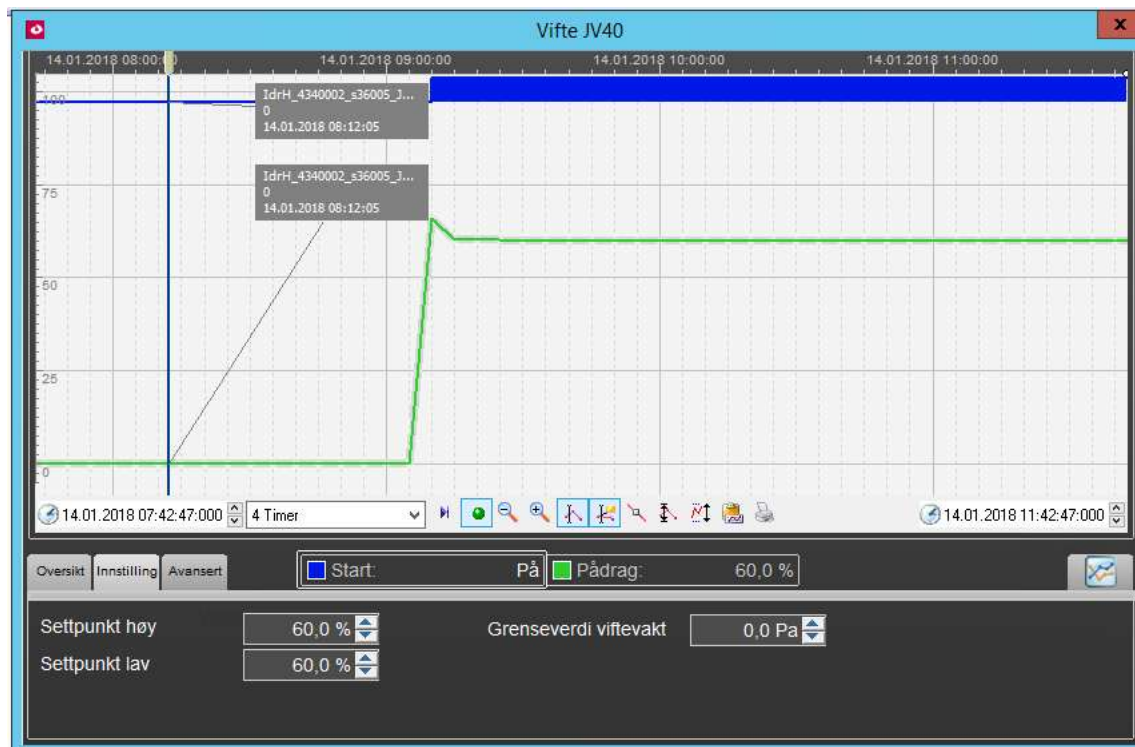 Vifte JV40
x
14.01.2018 08:00:00 14.01.2018 09:00:00 14.01.2018 10:00:00 14.01.2018 11:00:00
100
IdrH_4340002_s36005_J...
0
14.01.2018 08:12:05
75
IdrH_4340002_s36005_J...
0
14.01.2018 08:12:05
50
25
0
14.01.2018 07:42:47:000 4 Timer 14.01.2018 11:42:47:000
Oversikt Innstilling Avansert Start: På Pådrag: 60,0 %
Settpunkt høy 60,0 % Grenseverdi viftevakt 0,0 Pa
Settpunkt lav 60,0 %